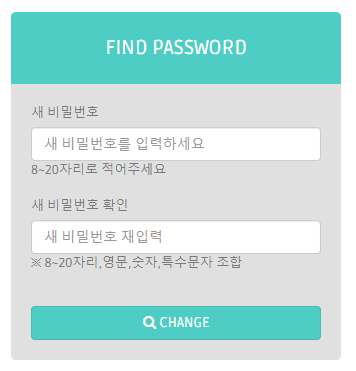 FIND PASSWORD
새 비밀번호
새 비밀번호를 입력하세요
8~20자리로 적어주세요
새 비밀번호 확인
새 비밀번호 재입력
※ 8~20자리,영문,숫자,특수문자 조합
CHANGE